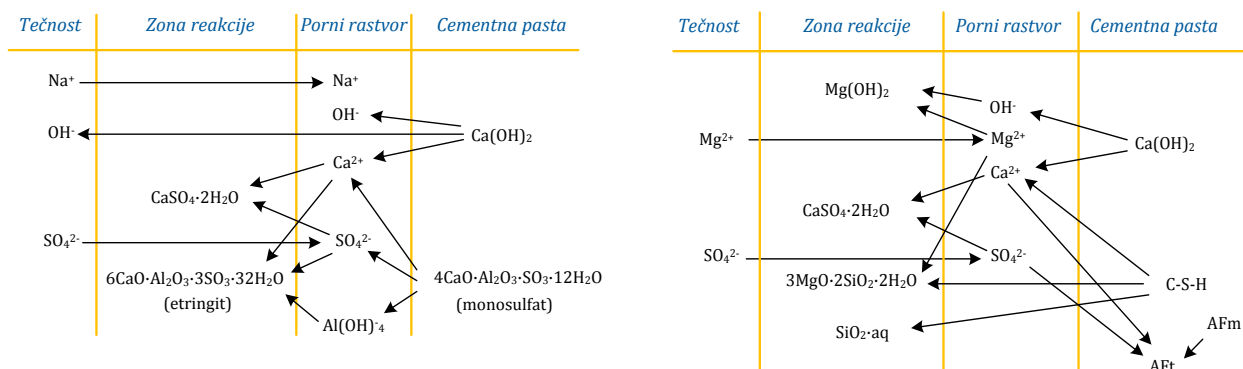 Tečnost Zona reakcije Porni rastvor Cementna pasta
Na⁺ Na⁺
OH⁻
OH⁻ Ca(OH)₂
Ca²⁺
CaSO₄·2H₂O
SO₄²⁻ SO₄²⁻
6CaO·Al₂O₃·3SO₃·32H₂O 4CaO·Al₂O₃·SO₃·12H₂O
(etringit) (monosulfat)
Al(OH)⁻₄
Tečnost Zona reakcije Porni rastvor Cementna pasta
Mg(OH)₂
OH⁻
Mg²⁺ Mg²⁺ Ca(OH)₂
Ca²⁺
CaSO₄·2H₂O
SO₄²⁻ SO₄²⁻
3MgO·2SiO₂·2H₂O C-S-H
SiO₂·aq AFm
AFt